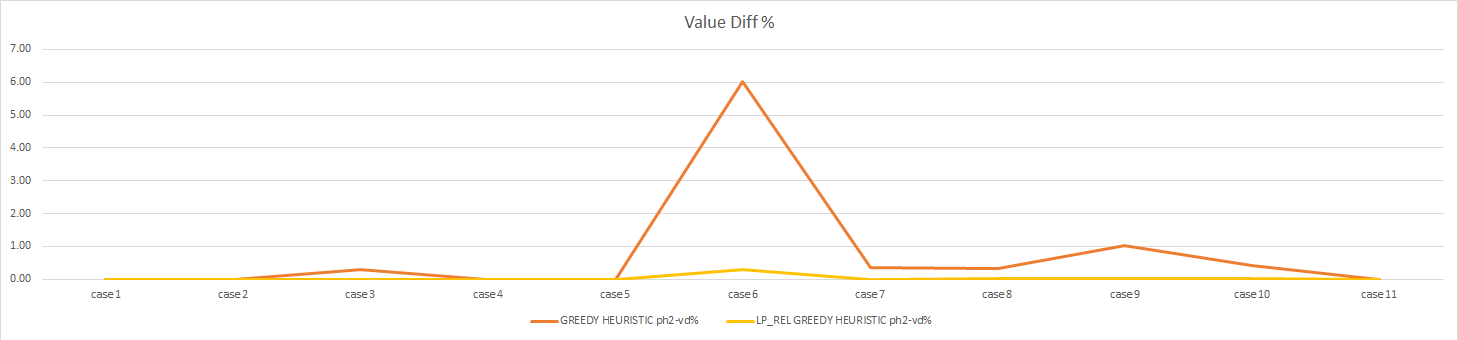 Value Diff %
7.00
6.00
5.00
4.00
3.00
2.00
1.00
0.00
case1 case2 case3 case4 case5 case6 case7 case8 case9 case10 case11
GREEDY HEURISTIC ph2-vd% LP_REL GREEDY HEURISTIC ph2-vd%